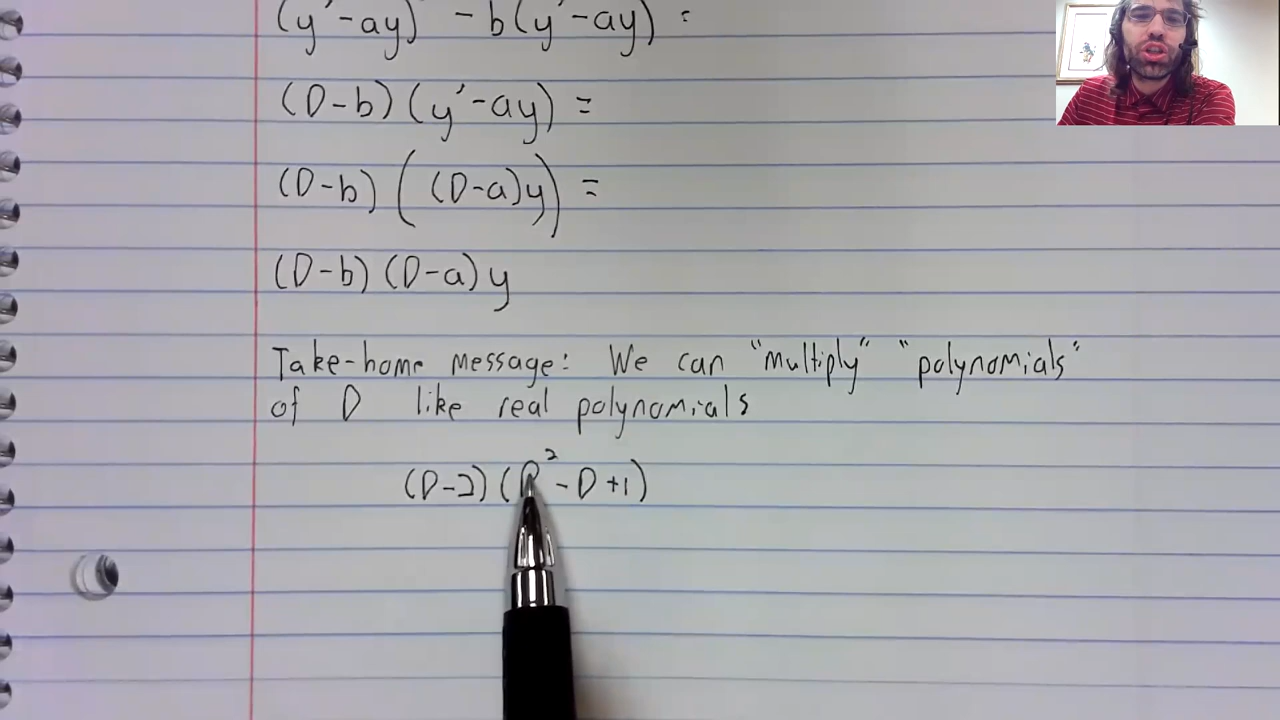 (y'-ay)' - b(y'-ay) =
(D-b)(y'-ay) =
(D-b)((D-a)y) =
(D-b)(D-a)y
Take-home message: We can "multiply" "polynomials"
of D like real polynomials
(D-2)(D²-D+1)